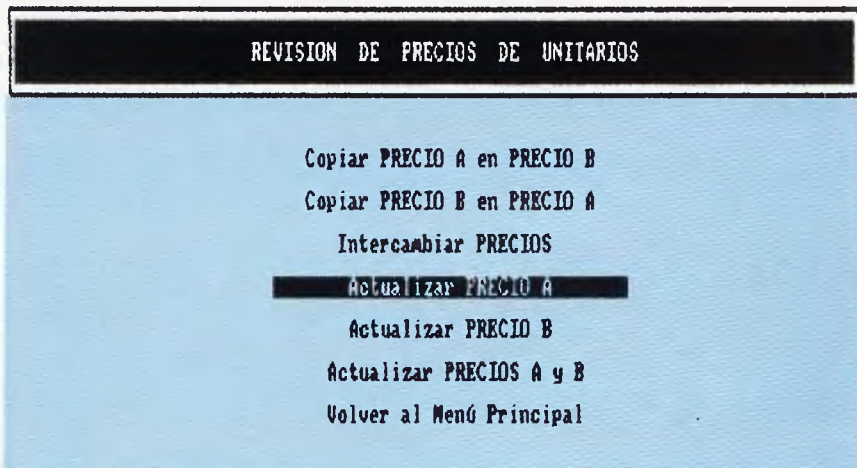 REVISION DE PRECIOS DE UNITARIOS
Copiar PRECIO A en PRECIO B
Copiar PRECIO B en PRECIO A
Intercambiar PRECIOS
Actualizar PRECIO A
Actualizar PRECIO B
Actualizar PRECIOS A y B
Volver al Menú Principal